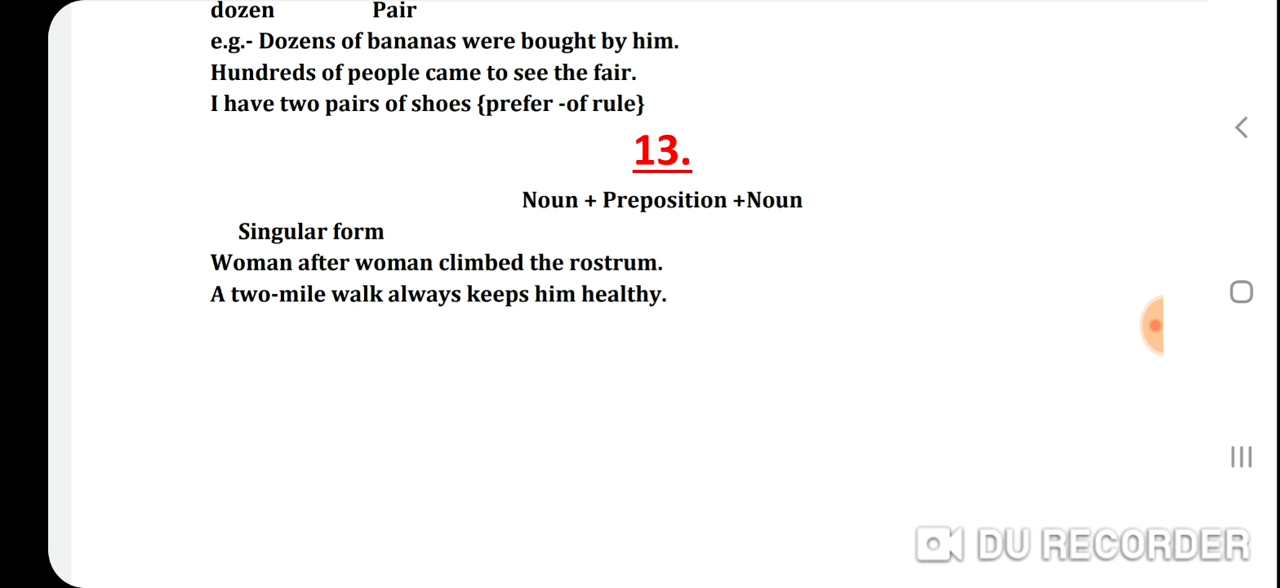 dozen Pair
e.g.- Dozens of bananas were bought by him.
Hundreds of people came to see the fair.
I have two pairs of shoes {prefer -of rule}
13.
Noun + Preposition +Noun
Singular form
Woman after woman climbed the rostrum.
A two-mile walk always keeps him healthy.
DU RECORDER